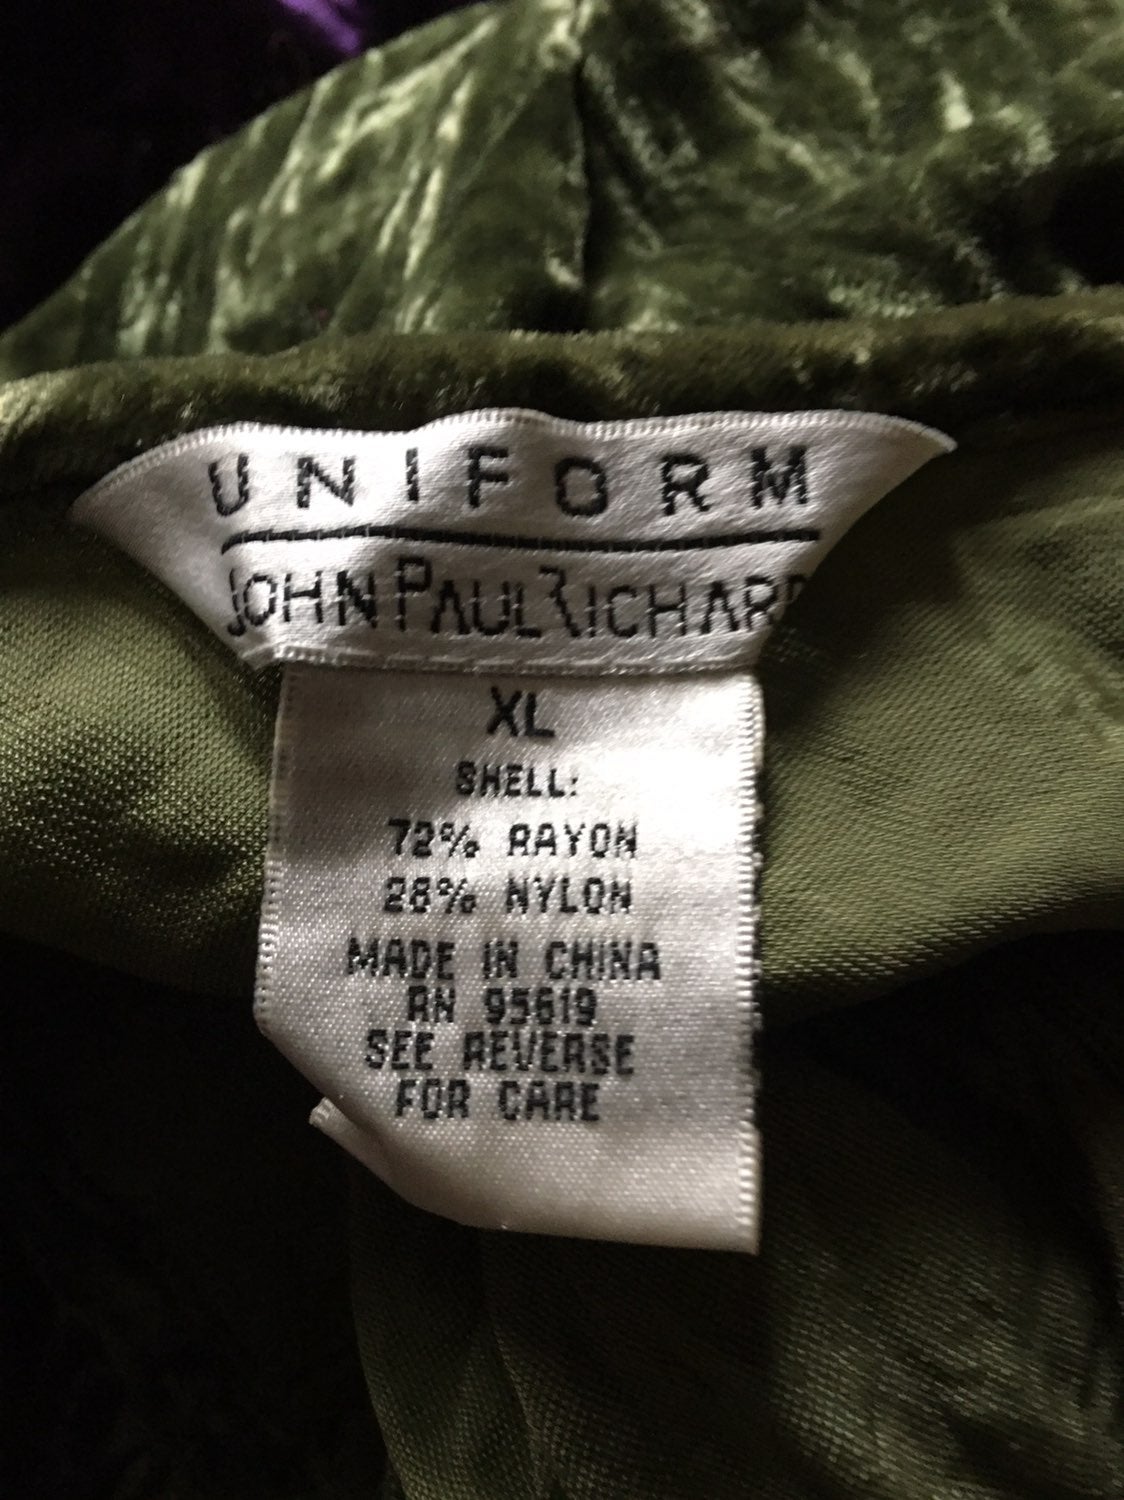 UNIFORM
JOHN PAUL RICHARD
XL
SHELL:
72% RAYON
28% NYLON
MADE IN CHINA
RN 95619
SEE REVERSE
FOR CARE